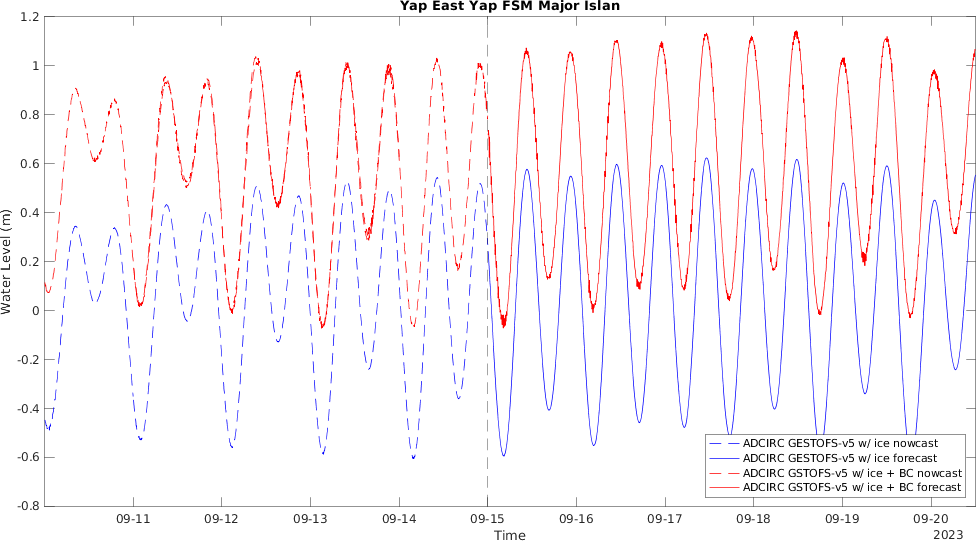 Yap East Yap FSM Major Islan
1.2
1
0.8
0.6
0.4
0.2
0
-0.2
-0.4
-0.6
-0.8
Water Level (m)
ADCIRC GESTOFS-v5 w/ ice nowcast
ADCIRC GESTOFS-v5 w/ ice forecast
ADCIRC GSTOFS-v5 w/ ice + BC nowcast
ADCIRC GSTOFS-v5 w/ ice + BC forecast
09-11 09-12 09-13 09-14 09-15 09-16 09-17 09-18 09-19 09-20
Time
2023